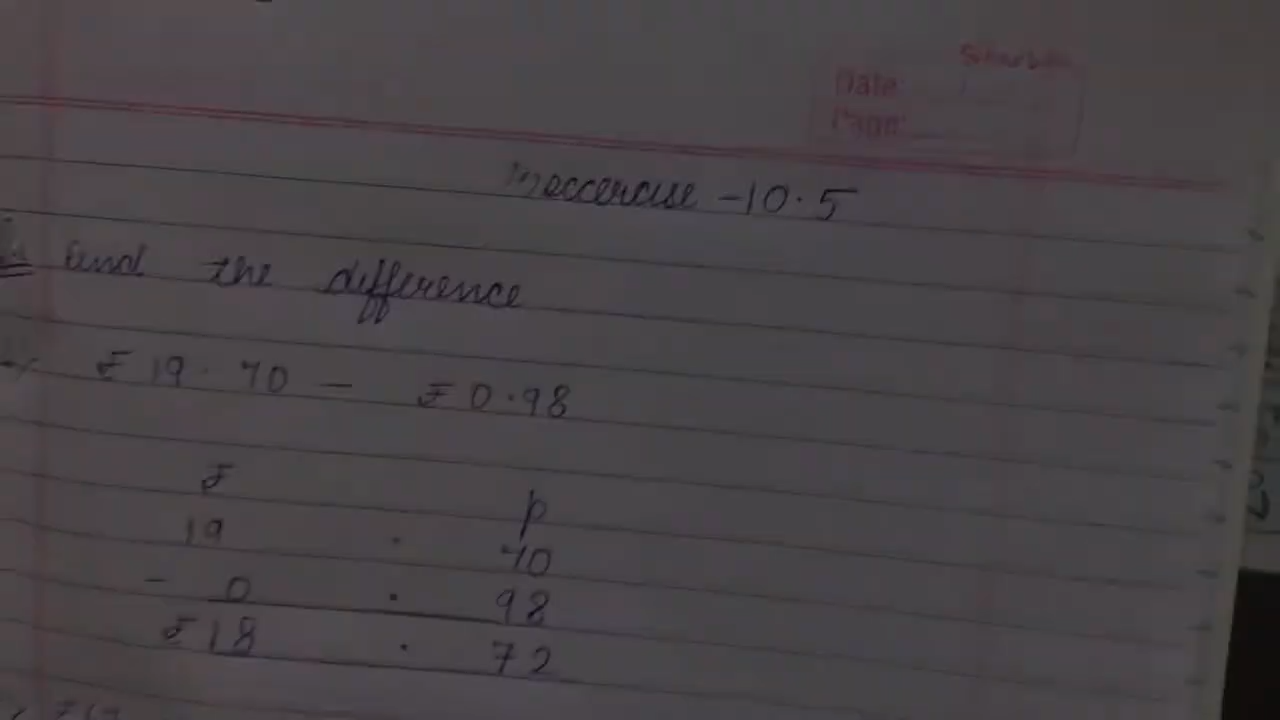 Date
Page
exercise -10.5
find the difference
₹ 19.70 - ₹ 0.98
₹ p
19 . 70
- 0 . 98
₹ 18 . 72